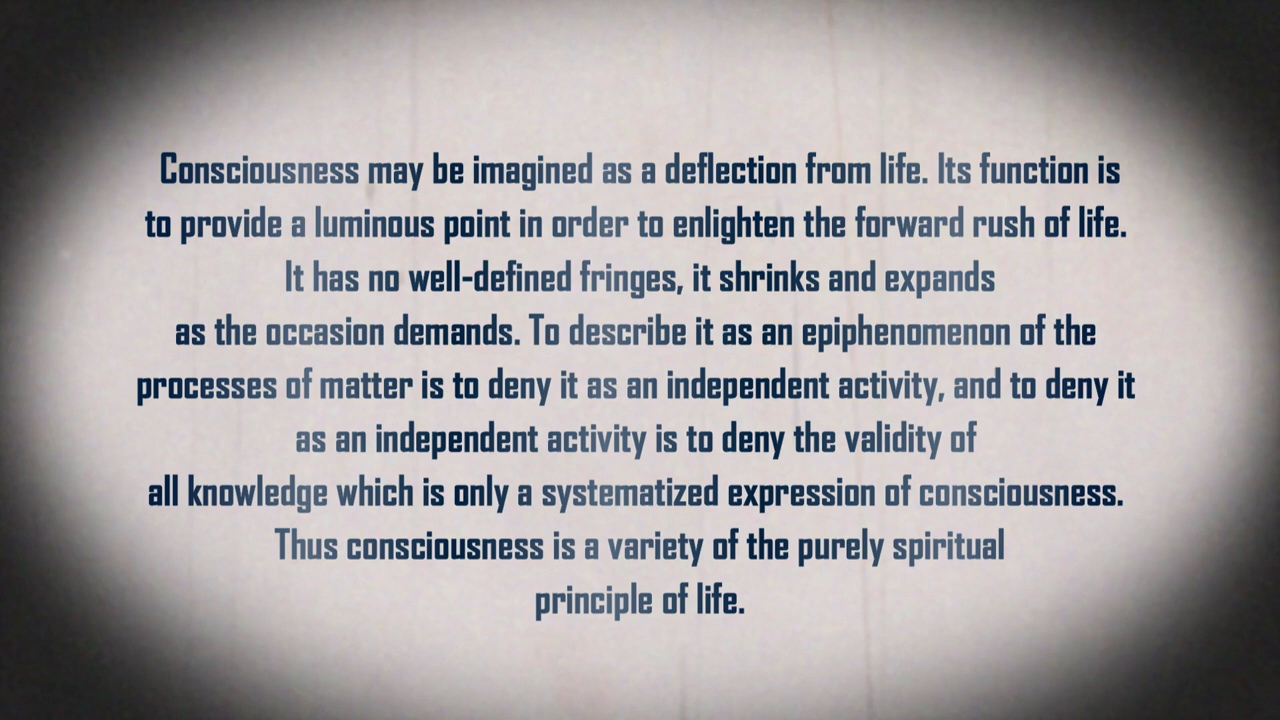 Consciousness may be imagined as a deflection from life. Its function is
to provide a luminous point in order to enlighten the forward rush of life.
It has no well-defined fringes, it shrinks and expands
as the occasion demands. To describe it as an epiphenomenon of the
processes of matter is to deny it as an independent activity, and to deny it
as an independent activity is to deny the validity of
all knowledge which is only a systematized expression of consciousness.
Thus consciousness is a variety of the purely spiritual
principle of life.